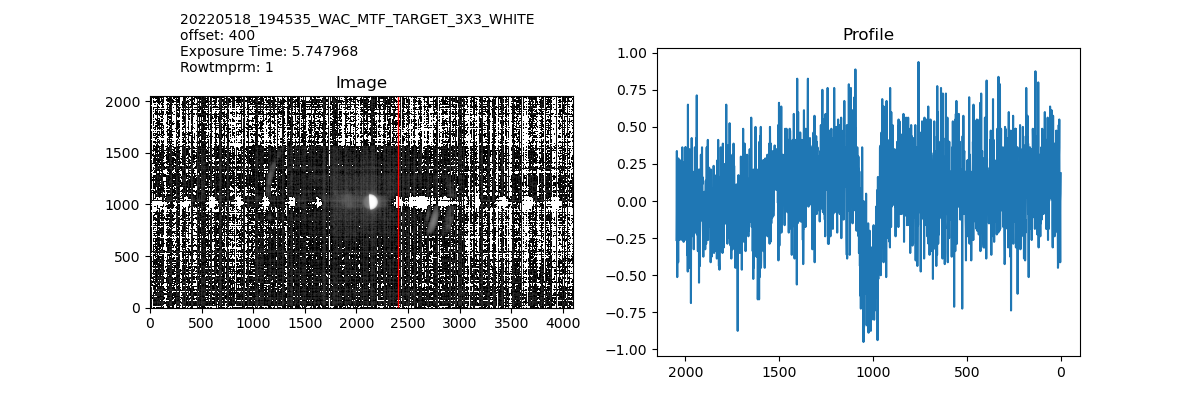 20220518_194535_WAC_MTF_TARGET_3X3_WHITE
offset: 400
Exposure Time: 5.747968
Rowtmprm: 1
Image
2000
1500
1000
500
0
0 500 1000 1500 2000 2500 3000 3500 4000
Profile
1.00
0.75
0.50
0.25
0.00
−0.25
−0.50
−0.75
−1.00
2000 1500 1000 500 0